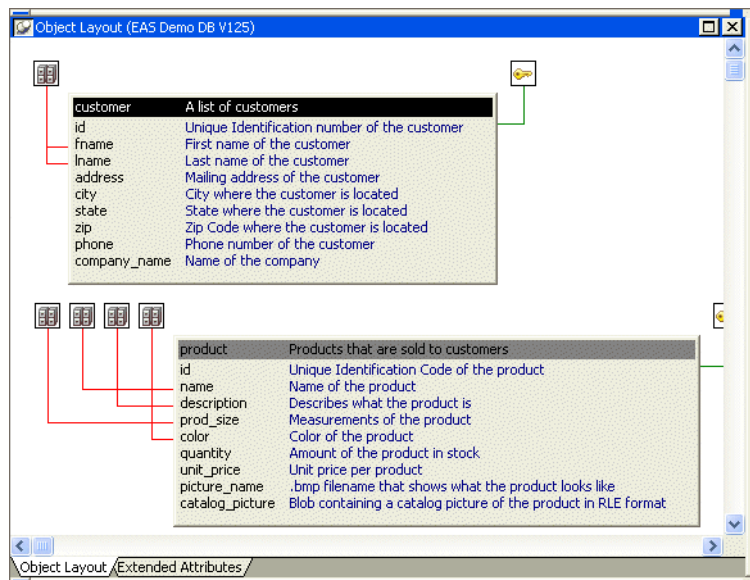 Object Layout (EAS Demo DB V125)
customer A list of customers
id Unique Identification number of the customer
fname First name of the customer
lname Last name of the customer
address Mailing address of the customer
city City where the customer is located
state State where the customer is located
zip Zip Code where the customer is located
phone Phone number of the customer
company_name Name of the company
product Products that are sold to customers
id Unique Identification Code of the product
name Name of the product
description Describes what the product is
prod_size Measurements of the product
color Color of the product
quantity Amount of the product in stock
unit_price Unit price per product
picture_name .bmp filename that shows what the product looks like
catalog_picture Blob containing a catalog picture of the product in RLE format
Object Layout Extended Attributes